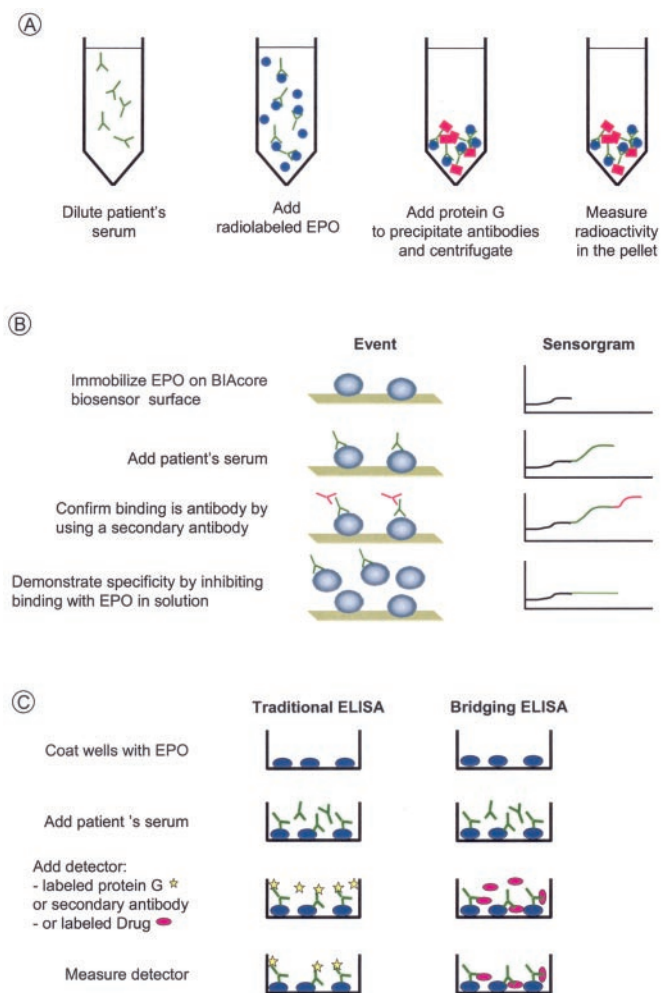 A
Dilute patient's
serum
Add
radiolabeled EPO
Add protein G
to precipitate antibodies
and centrifugate
Measure
radioactivity
in the pellet
B
Event
Sensorgram
Immobilize EPO on BIAcore
biosensor surface
Add patient's serum
Confirm binding is antibody by
using a secondary antibody
Demonstrate specificity by inhibiting
binding with EPO in solution
C
Traditional ELISA
Bridging ELISA
Coat wells with EPO
Add patient 's serum
Add detector:
- labeled protein G
or secondary antibody
- or labeled Drug
Measure detector